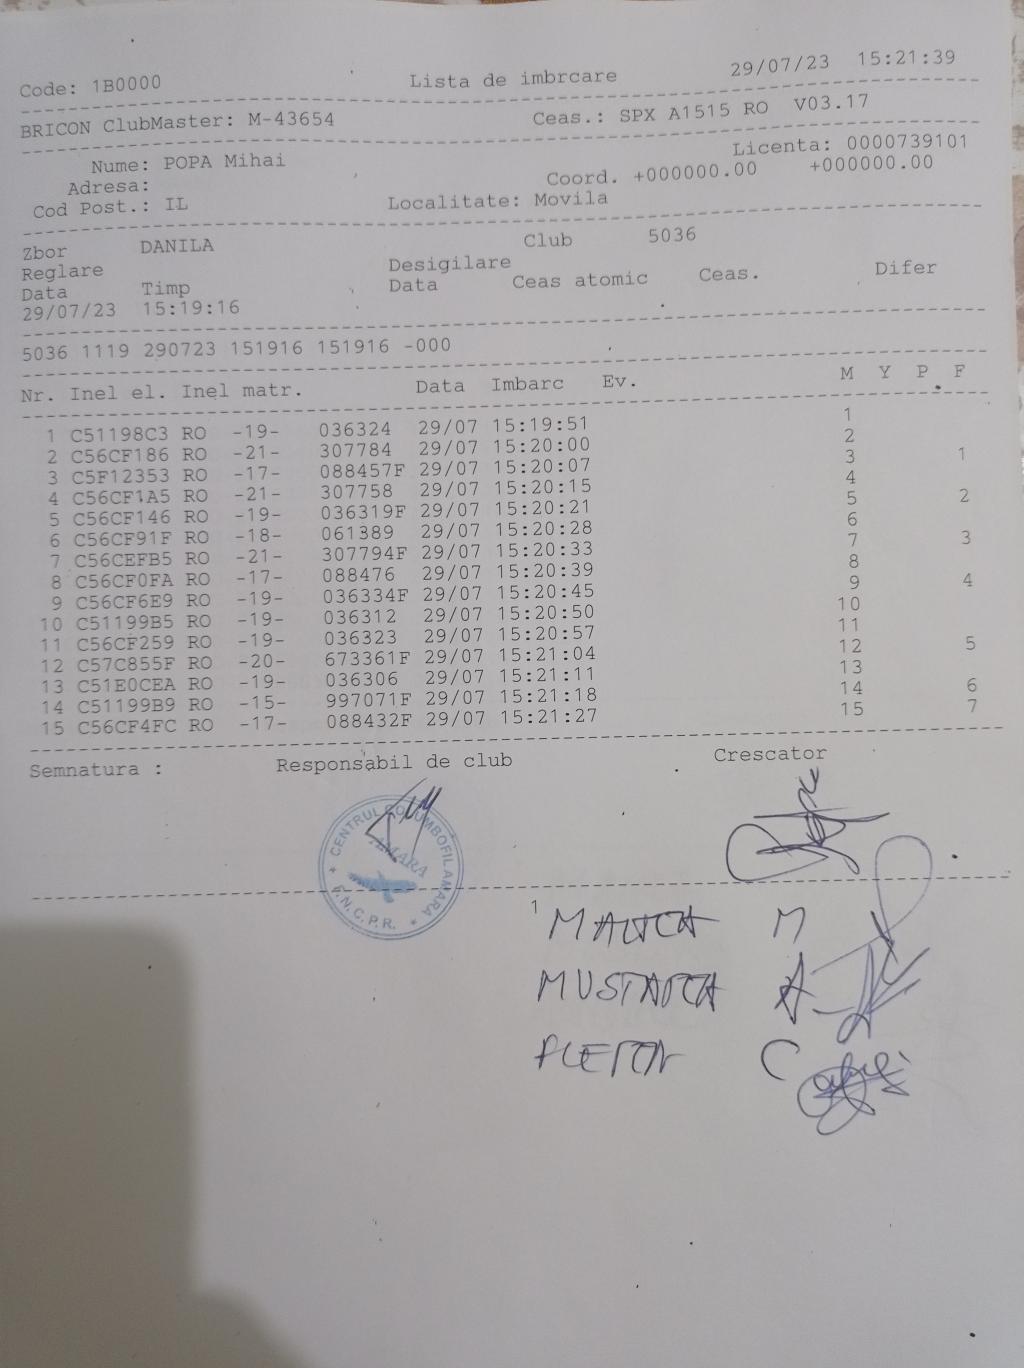 Code: 1B0000 Lista de imbrcare 29/07/23 15:21:39
BRICON ClubMaster: M-43654 Ceas.: SPX A1515 RO V03.17
Nume: POPA Mihai Licenta: 0000739101
Adresa: Coord. +000000.00 +000000.00
Cod Post.: IL Localitate: Movila
Zbor DANILA Club 5036
Reglare Desigilare
Data Timp Data Ceas atomic Ceas. Difer
29/07/23 15:19:16
5036 1119 290723 151916 151916 -000
Nr. Inel el. Inel matr. Data Imbarc Ev. M Y P F
1 C51198C3 RO -19- 036324 29/07 15:19:51 1
2 C56CF186 RO -21- 307784 29/07 15:20:00 2
3 C5F12353 RO -17- 088457F 29/07 15:20:07 3 1
4 C56CF1A5 RO -21- 307758 29/07 15:20:15 4
5 C56CF146 RO -19- 036319F 29/07 15:20:21 5 2
6 C56CF91F RO -18- 061389 29/07 15:20:28 6
7 C56CEFB5 RO -21- 307794F 29/07 15:20:33 7 3
8 C56CF0FA RO -17- 088476 29/07 15:20:39 8
9 C56CF6E9 RO -19- 036334F 29/07 15:20:45 9 4
10 C51199B5 RO -19- 036312 29/07 15:20:50 10
11 C56CF259 RO -19- 036323 29/07 15:20:57 11
12 C57C855F RO -20- 673361F 29/07 15:21:04 12 5
13 C51E0CEA RO -19- 036306 29/07 15:21:11 13
14 C51199B9 RO -15- 997071F 29/07 15:21:18 14 6
15 C56CF4FC RO -17- 088432F 29/07 15:21:27 15 7
Semnatura : Responsabil de club Crescator
CENTRUL COLUMBOFIL AMARA
AMARA
F.N.C.P.R.
1
M
MUSTATEA A
C